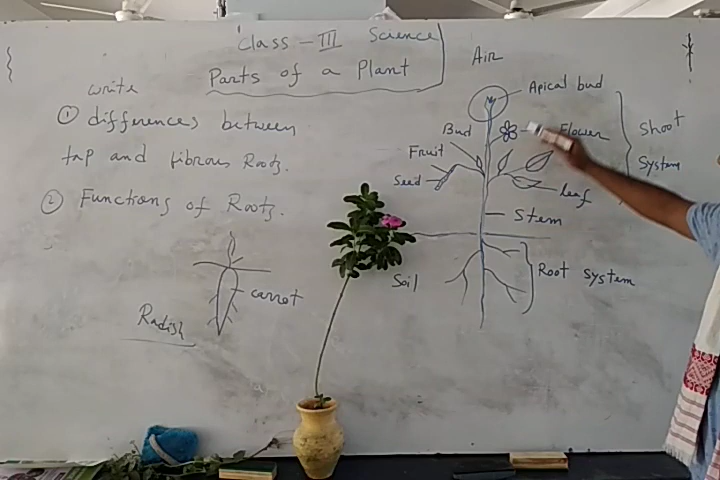 Class - III Science
Parts of a Plant
write
① differences between
tap and fibrous Roots.
② Functions of Roots.
carrot
Radish
Air
Apical bud
Bud
Flower
Fruit
Seed
leaf
Stem
Shoot
System
Soil
Root System